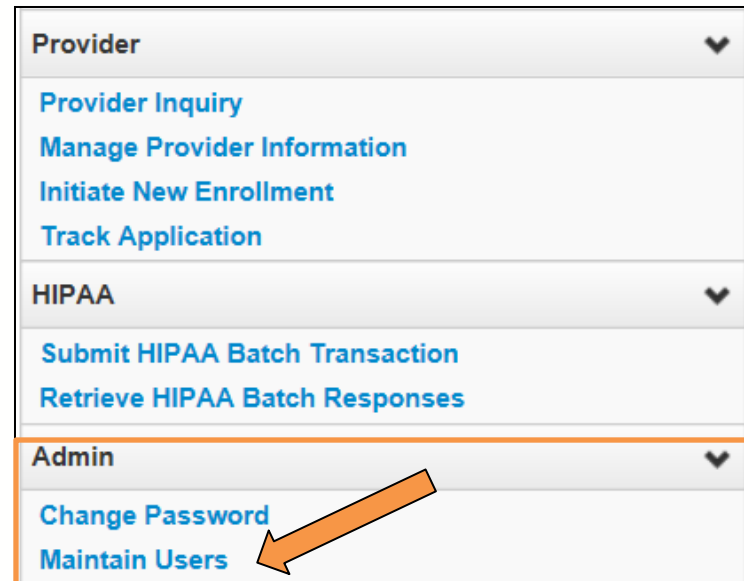 Provider
Provider Inquiry
Manage Provider Information
Initiate New Enrollment
Track Application
HIPAA
Submit HIPAA Batch Transaction
Retrieve HIPAA Batch Responses
Admin
Change Password
Maintain Users